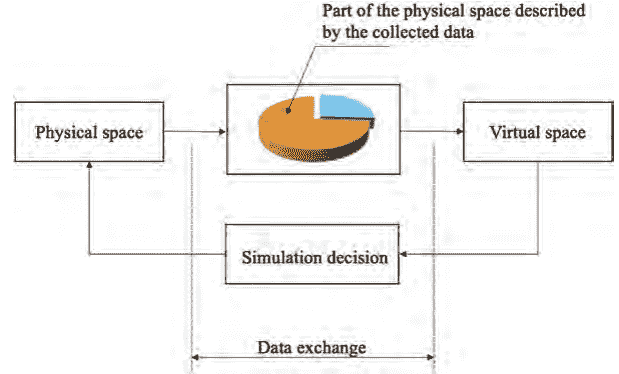 Part of the physical space described
by the collected data
Physical space
Virtual space
Simulation decision
Data exchange